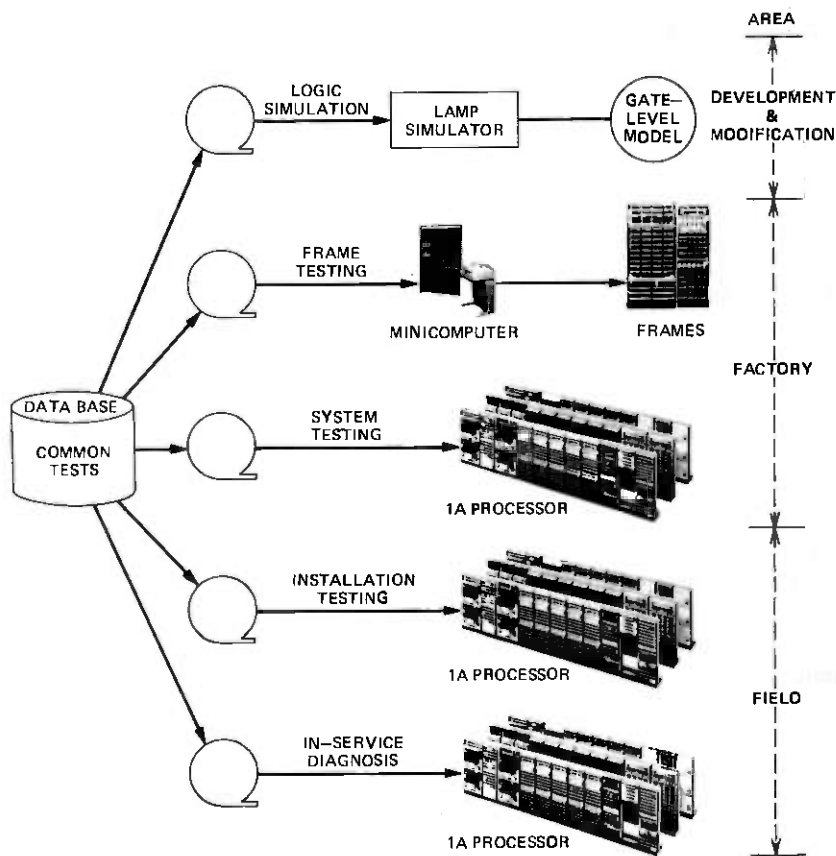 AREA
LOGIC
SIMULATION
LAMP
SIMULATOR
GATE-
LEVEL
MODEL
DEVELOPMENT
&
MODIFICATION
FRAME
TESTING
MINICOMPUTER
FRAMES
FACTORY
DATA BASE
COMMON
TESTS
SYSTEM
TESTING
1A PROCESSOR
INSTALLATION
TESTING
1A PROCESSOR
FIELD
IN-SERVICE
DIAGNOSIS
1A PROCESSOR